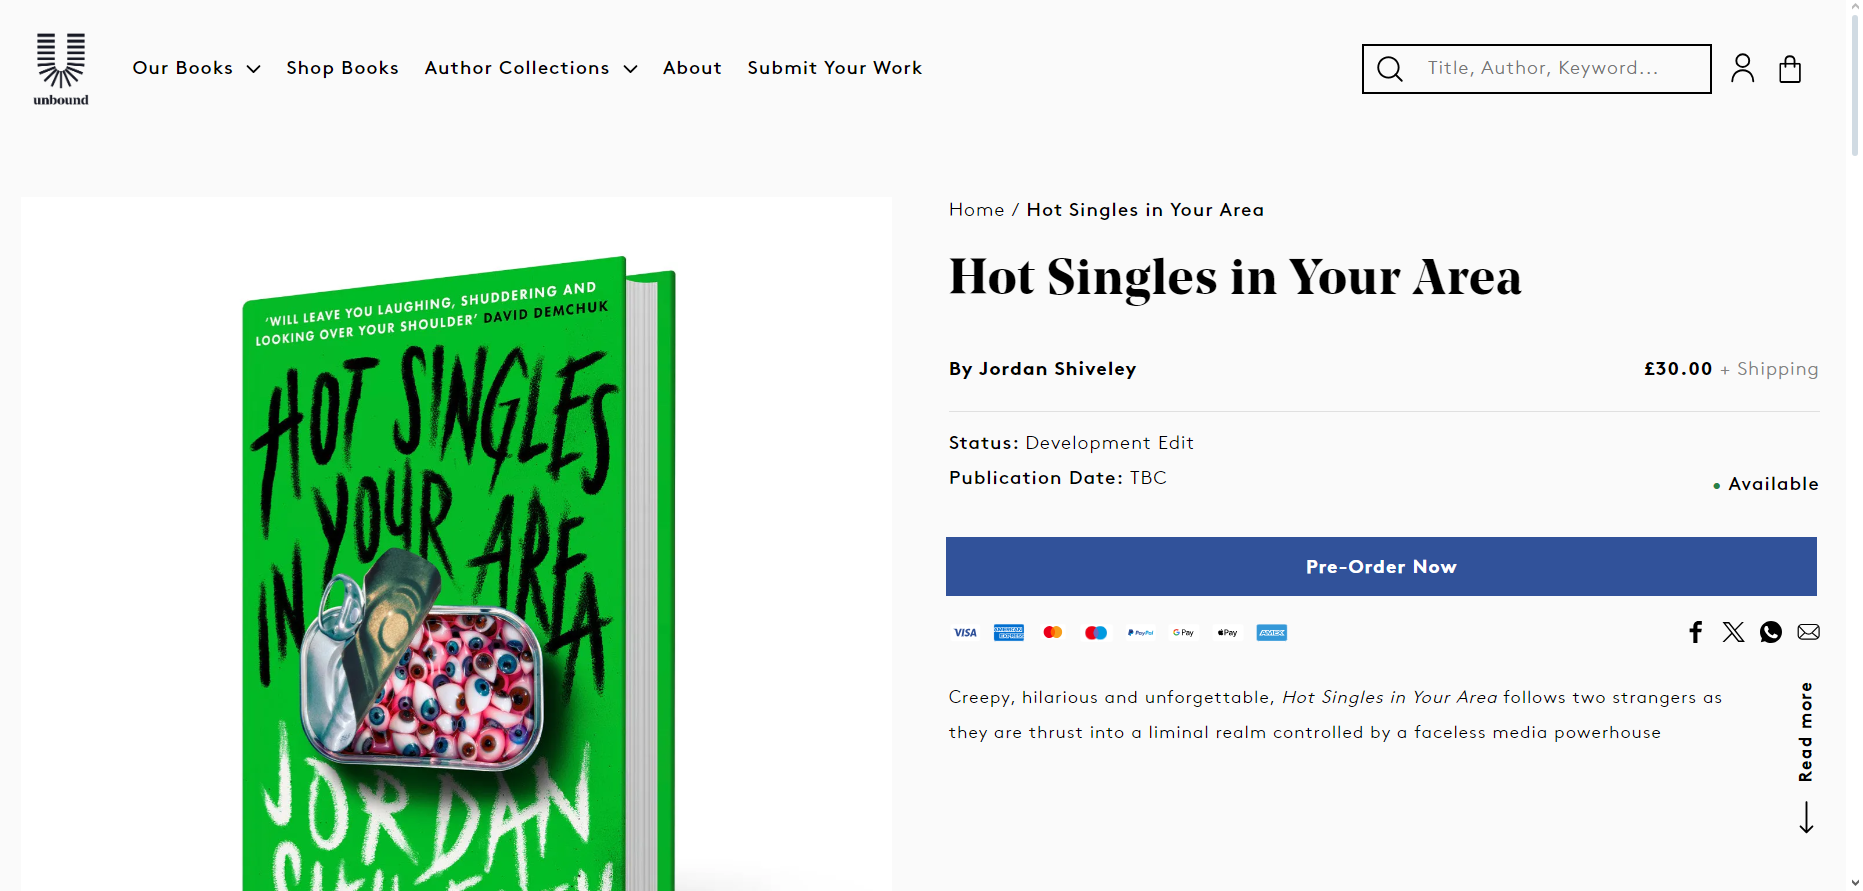 unbound
Our Books
Shop Books
Author Collections
About
Submit Your Work
Title, Author, Keyword...
Home / Hot Singles in Your Area
Hot Singles in Your Area
By Jordan Shiveley
£30.00 + Shipping
Status: Development Edit
Publication Date: TBC
• Available
Pre-Order Now
VISA
AMERICAN EXPRESS
PayPal
G Pay
Pay
AMEX
Creepy, hilarious and unforgettable, Hot Singles in Your Area follows two strangers as
they are thrust into a liminal realm controlled by a faceless media powerhouse
Read more
'WILL LEAVE YOU LAUGHING, SHUDDERING AND
LOOKING OVER YOUR SHOULDER' DAVID DEMCHUK
HOT SINGLES
IN YOUR AREA
JORDAN